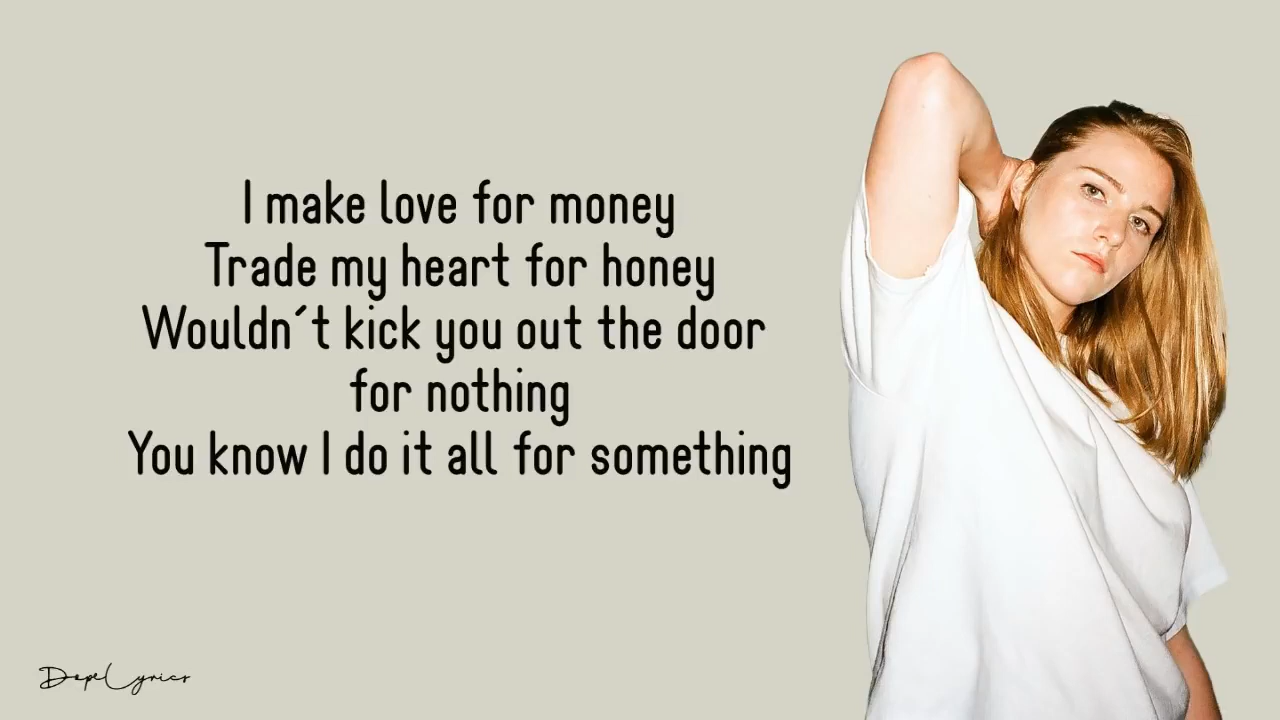 I make love for money
Trade my heart for honey
Wouldn´t kick you out the door
for nothing
You know I do it all for something
DopeLyrics